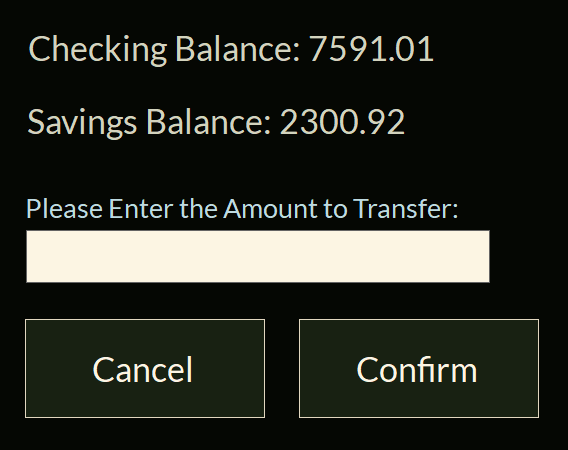 Checking Balance: 7591.01
Savings Balance: 2300.92
Please Enter the Amount to Transfer:
Cancel Confirm